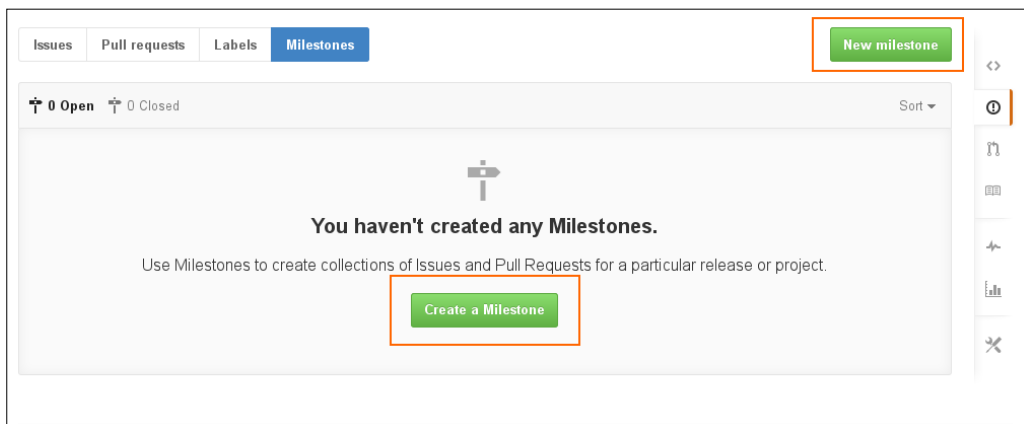 Issues Pull requests Labels Milestones New milestone
0 Open 0 Closed Sort
You haven't created any Milestones.
Use Milestones to create collections of Issues and Pull Requests for a particular release or project.
Create a Milestone